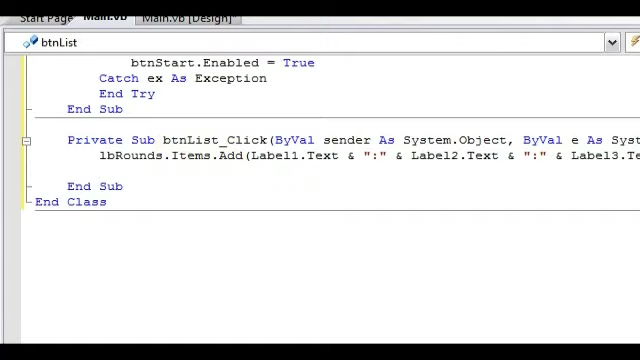 Start Page Main.vb Main.vb [Design]*
btnList
btnStart.Enabled = True
Catch ex As Exception
End Try
End Sub
Private Sub btnList_Click(ByVal sender As System.Object, ByVal e As Syst
lbRounds.Items.Add(Label1.Text & ":" & Label2.Text & ":" & Label3.Te
End Sub
End Class